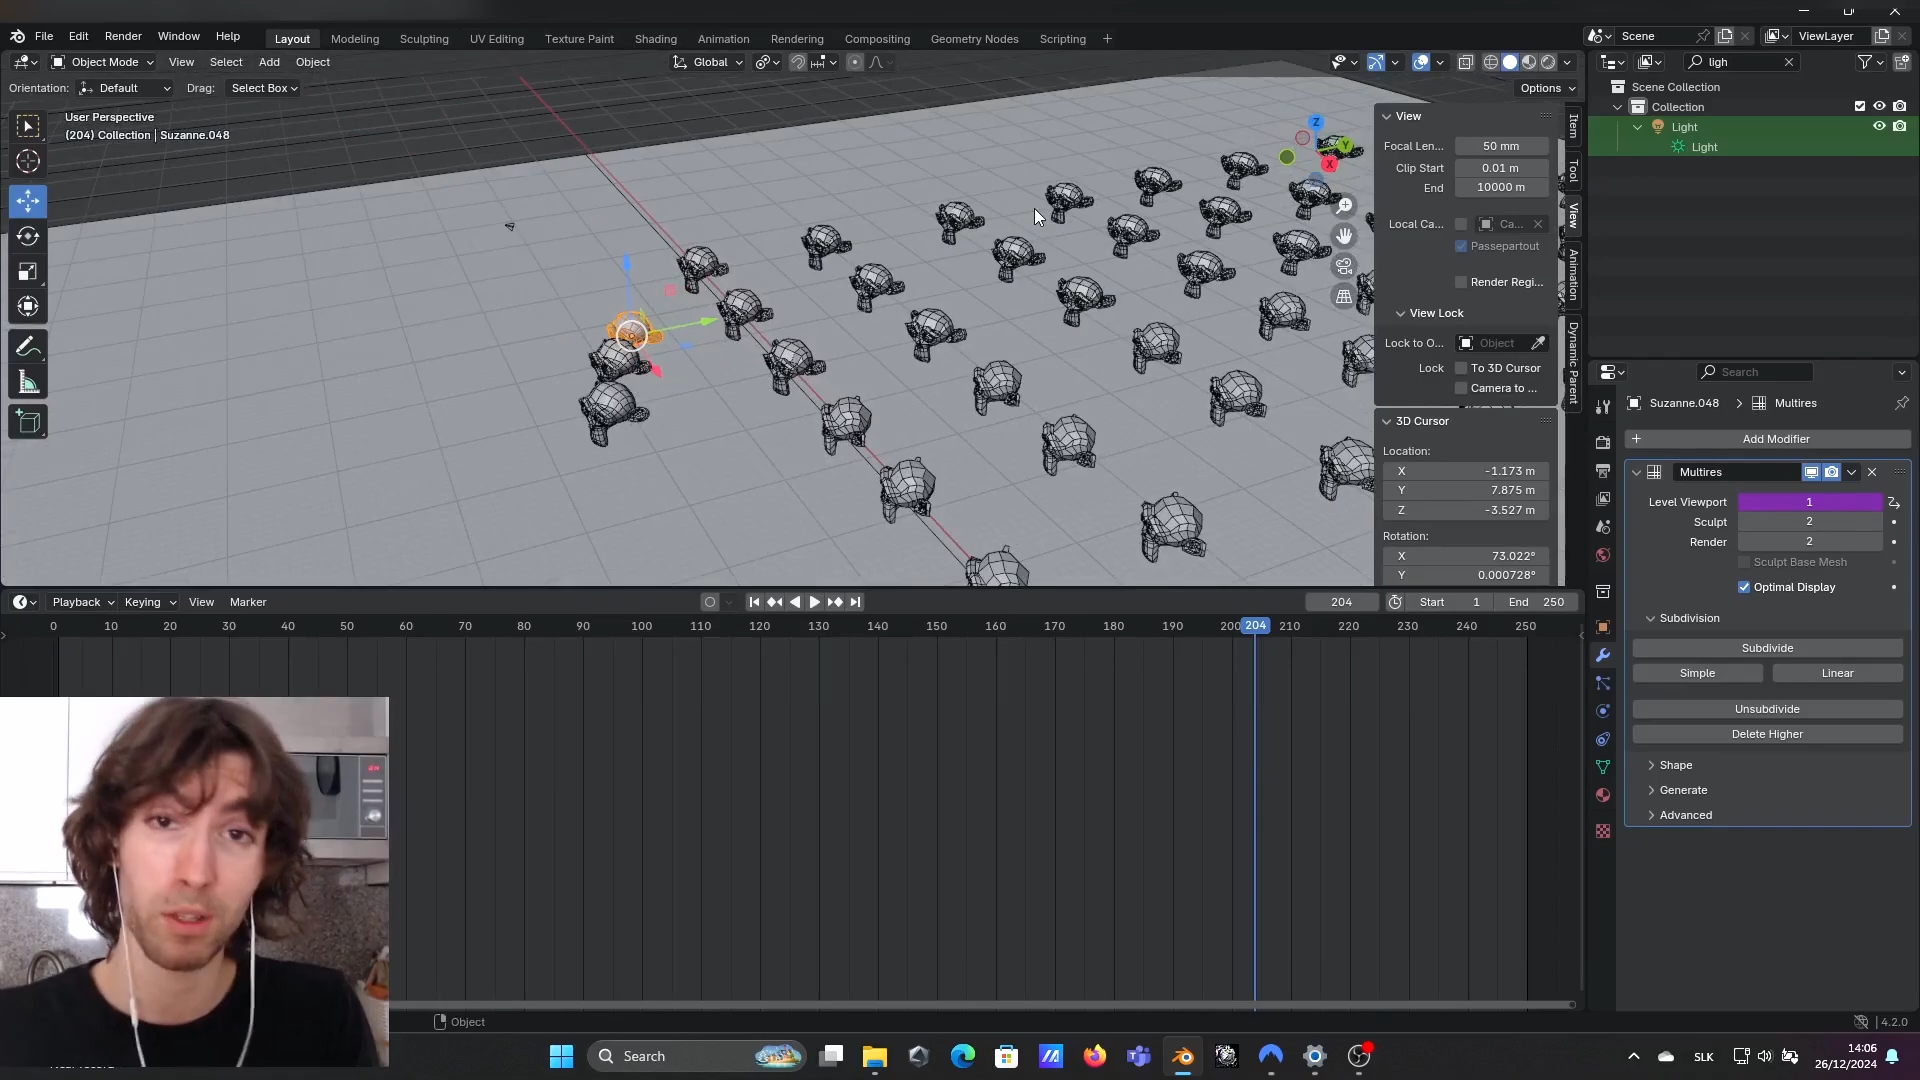 File Edit Render Window Help Layout Modeling Sculpting UV Editing Texture Paint Shading Animation Rendering Compositing Geometry Nodes Scripting + Scene ViewLayer
Object Mode View Select Add Object Global ligh
Orientation: Default Drag: Select Box Options
User Perspective
(204) Collection | Suzanne.048
Z
Y
X
View
Focal Len... 50 mm
Clip Start 0.01 m
End 10000 m
Local Ca... Ca...
Passepartout
Render Regi...
View Lock
Lock to O... Object
Lock To 3D Cursor
Camera to ...
3D Cursor
Location:
X -1.173 m
Y 7.875 m
Z -3.527 m
Rotation:
X 73.022°
Y 0.000728°
Item
Tool
View
Animation
Dynamic Parent
Scene Collection
Collection
Light
Light
Search
Suzanne.048 > Multires
+ Add Modifier
Multires
Level Viewport 1
Sculpt 2
Render 2
Sculpt Base Mesh
Optimal Display
Subdivision
Subdivide
Simple Linear
Unsubdivide
Delete Higher
Shape
Generate
Advanced
Playback Keying View Marker 204 Start 1 End 250
0 10 20 30 40 50 60 70 80 90 100 110 120 130 140 150 160 170 180 190 200 204 210 220 230 240 250
Object 4.2.0
Search SLK 14:06
26/12/2024